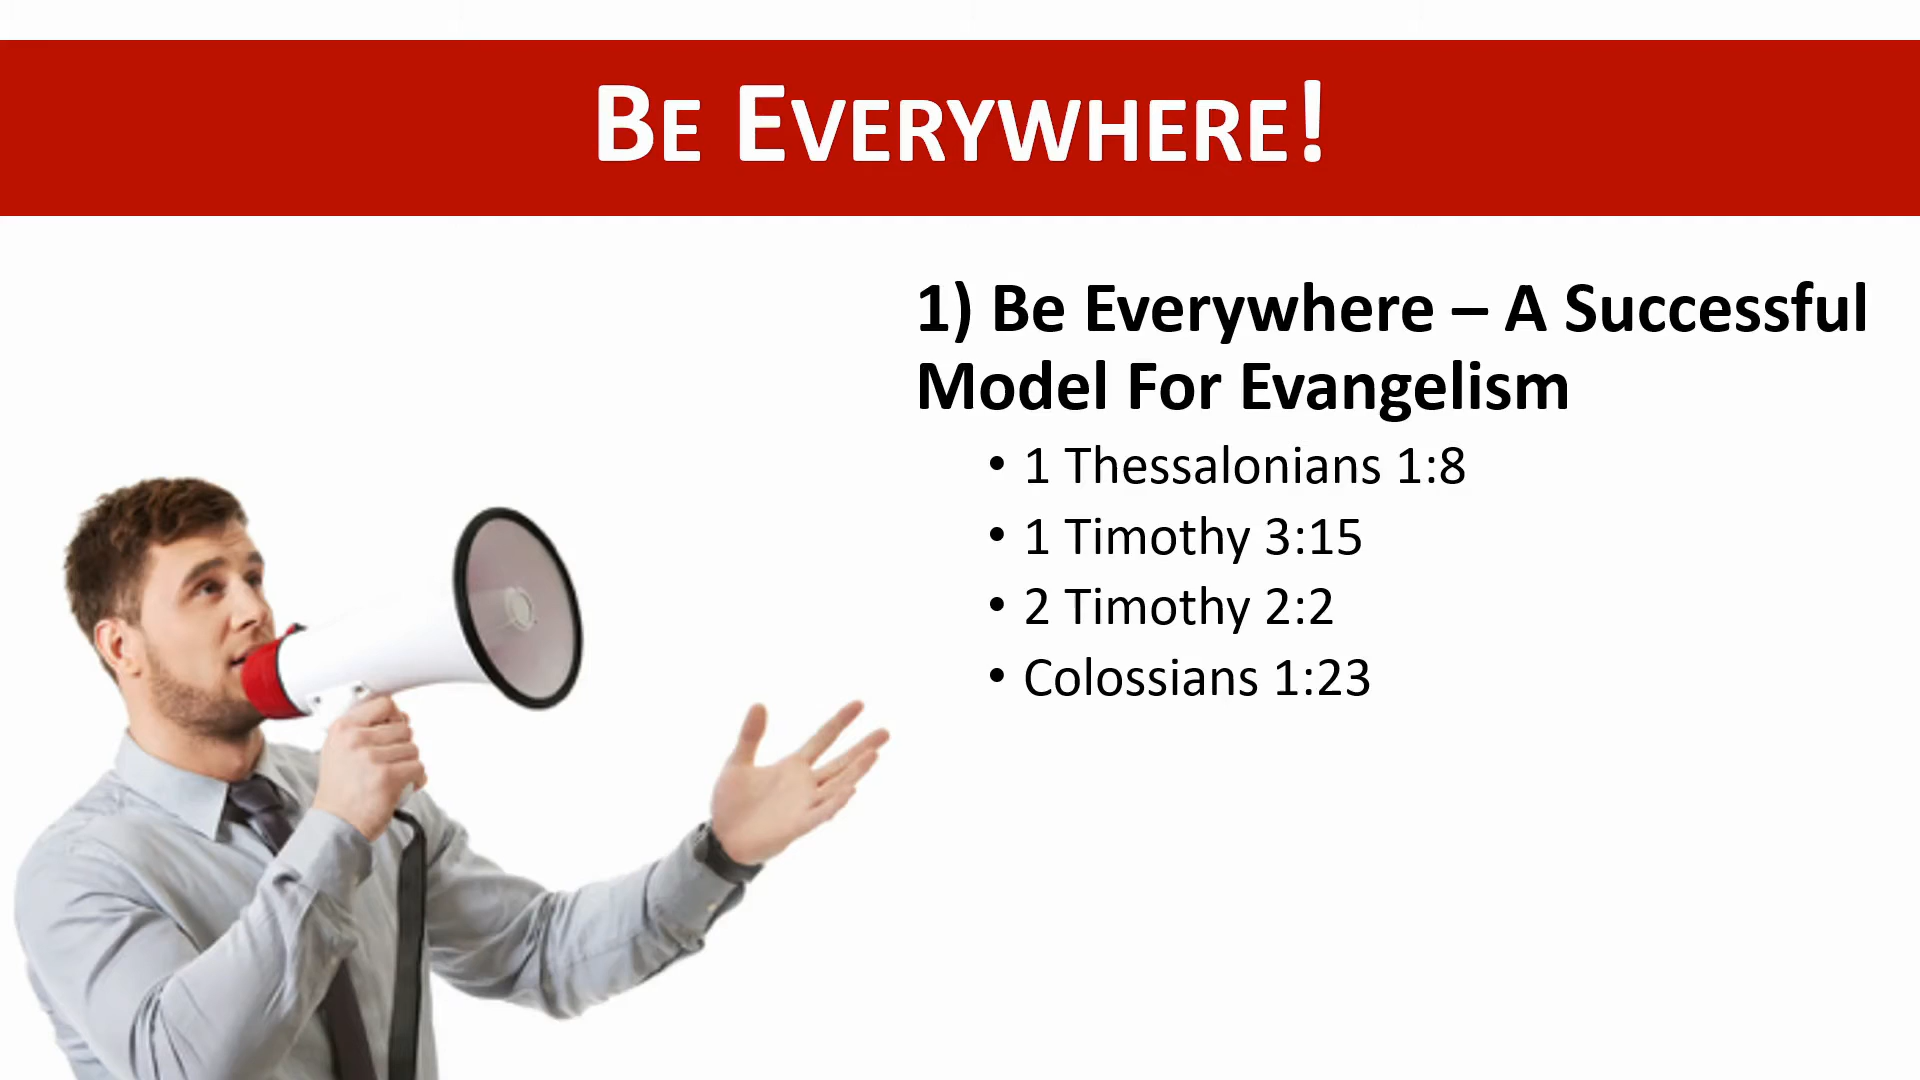 BE EVERYWHERE!
1) Be Everywhere – A Successful
Model For Evangelism
• 1 Thessalonians 1:8
• 1 Timothy 3:15
• 2 Timothy 2:2
• Colossians 1:23